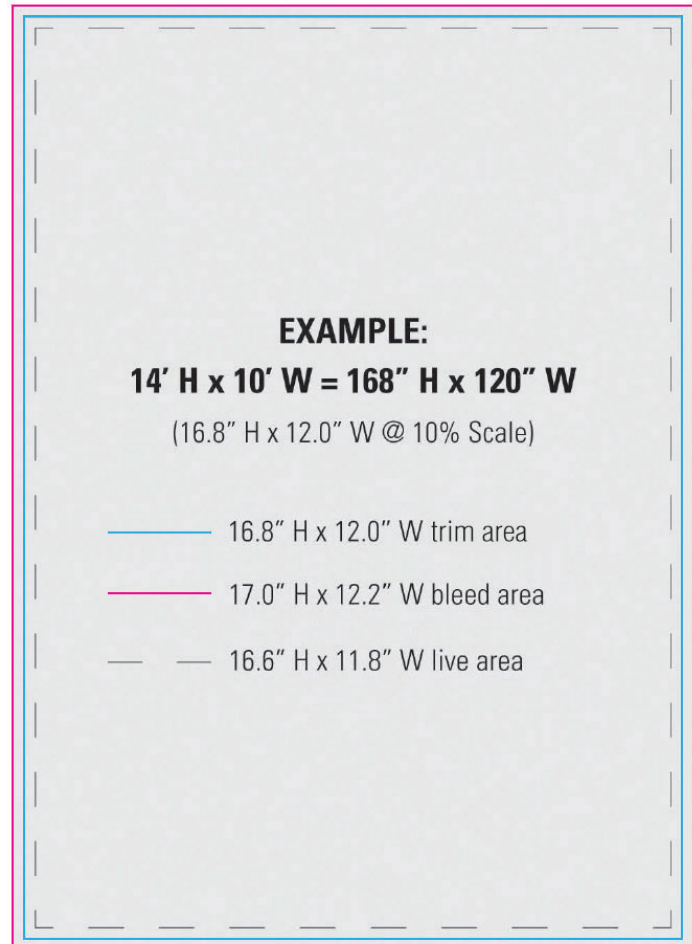 EXAMPLE:
14′ H x 10′ W = 168″ H x 120″ W
(16.8″ H x 12.0″ W @ 10% Scale)
16.8″ H x 12.0″ W trim area
17.0″ H x 12.2″ W bleed area
16.6″ H x 11.8″ W live area